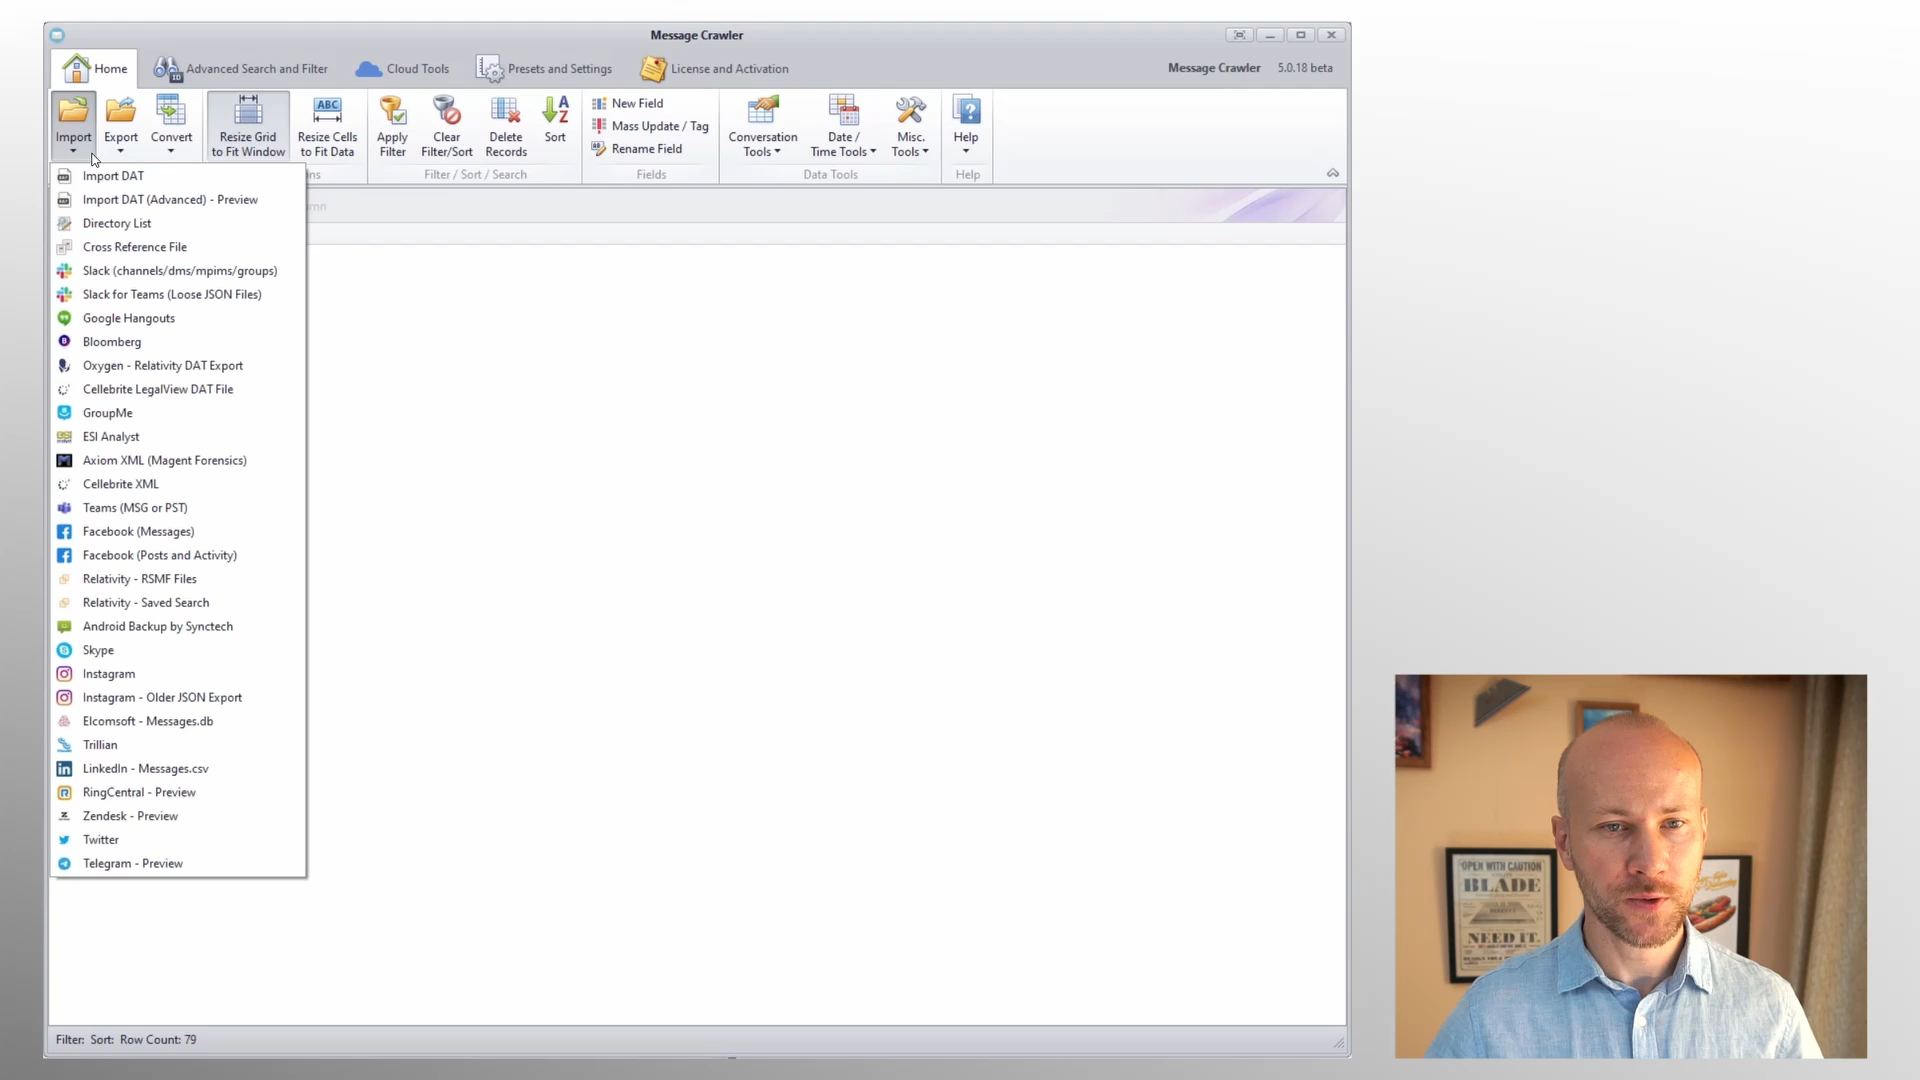 Message Crawler
Home
Advanced Search and Filter
Cloud Tools
Presets and Settings
License and Activation
Message Crawler 5.0.18 beta
Import
Export
Convert
Resize Grid
to Fit Window
Resize Cells
to Fit Data
Apply
Filter
Clear
Filter/Sort
Delete
Records
Sort
New Field
Mass Update / Tag
Rename Field
Conversation
Tools
Date /
Time Tools
Misc.
Tools
Help
Filter / Sort / Search
Fields
Data Tools
Help
Import DAT
Import DAT (Advanced) - Preview
Directory List
Cross Reference File
Slack (channels/dms/mpims/groups)
Slack for Teams (Loose JSON Files)
Google Hangouts
Bloomberg
Oxygen - Relativity DAT Export
Cellebrite LegalView DAT File
GroupMe
ESI Analyst
Axiom XML (Magent Forensics)
Cellebrite XML
Teams (MSG or PST)
Facebook (Messages)
Facebook (Posts and Activity)
Relativity - RSMF Files
Relativity - Saved Search
Android Backup by Synctech
Skype
Instagram
Instagram - Older JSON Export
Elcomsoft - Messages.db
Trillian
LinkedIn - Messages.csv
RingCentral - Preview
Zendesk - Preview
Twitter
Telegram - Preview
Filter: Sort: Row Count: 79
OPEN WITH CAUTION
BLADE
NEED IT.